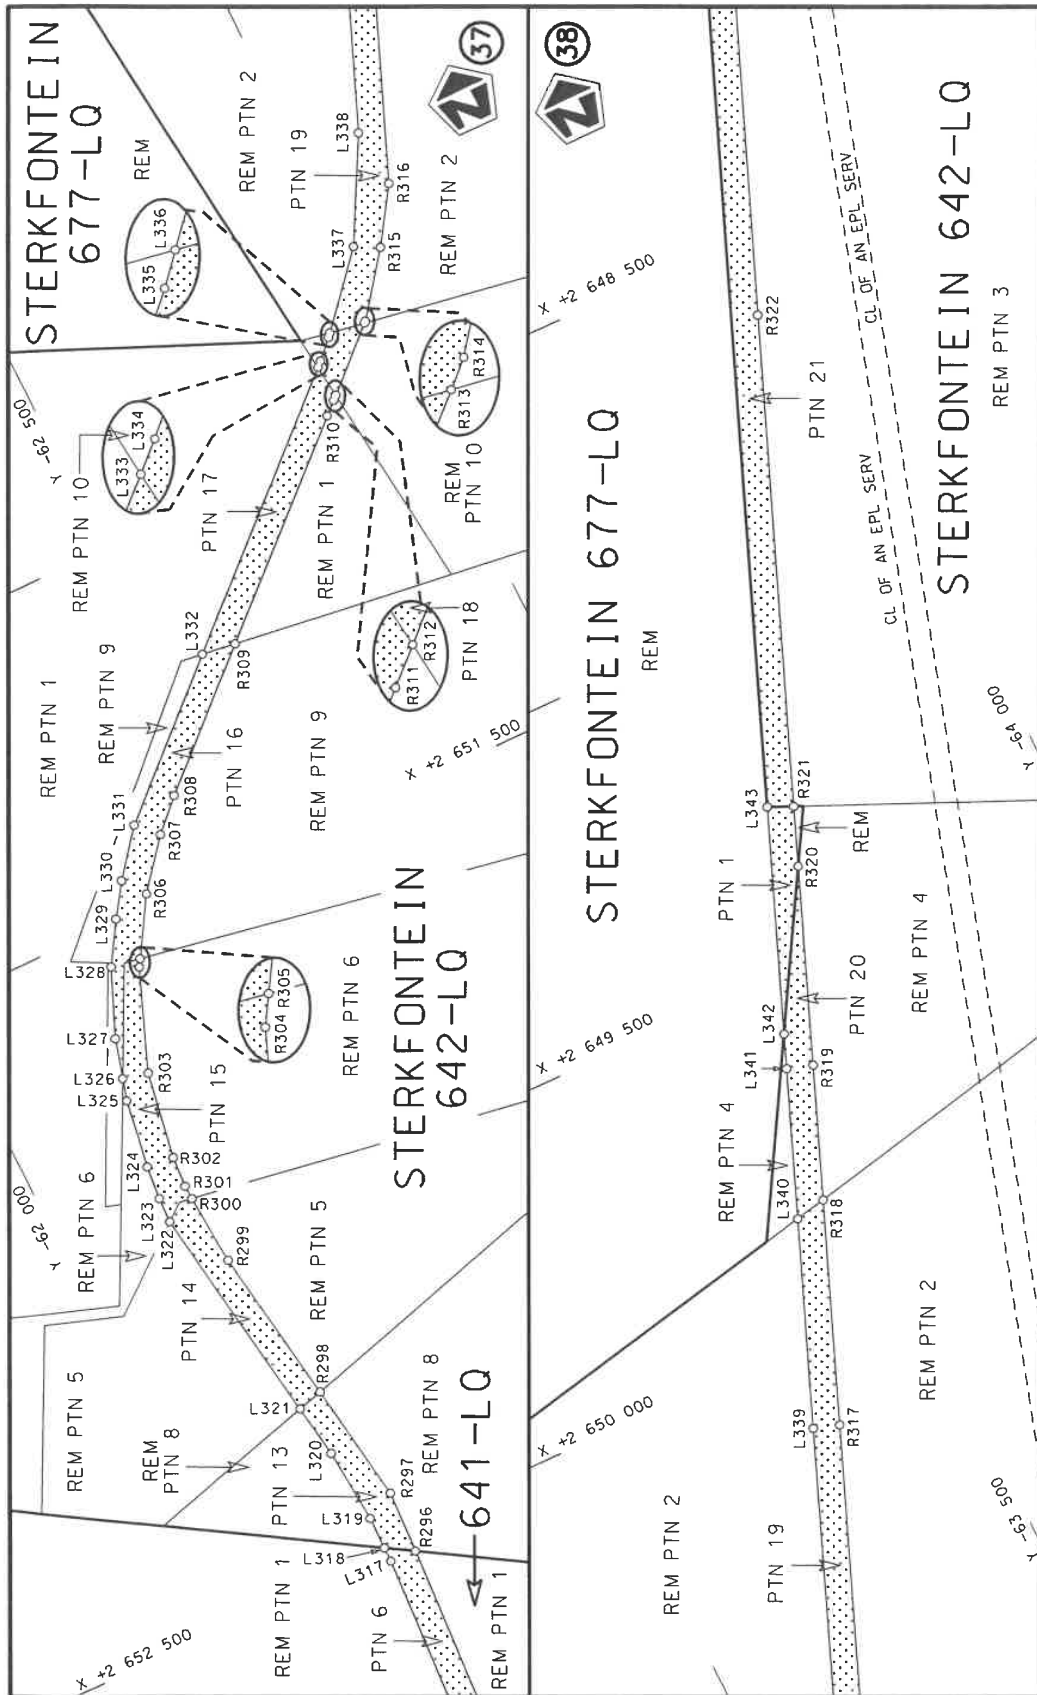 STERKFONTEIN
677-LQ
REM
REM PTN 2
PTN 19
L338
37
R316
REM PTN 2
L335
L336
L337
R315
X +2 648 500
Y -62 500
L333
L334
R313
R314
REM PTN 10
PTN 17
R310
REM PTN 1
REM
PTN 10
L332
R309
R311
R312
PTN 18
REM PTN 1
REM PTN 9
PTN 16
REM PTN 9
X +2 651 500
L331
R308
L330
R307
L329
R306
L328
R304
R305
REM PTN 6
STERKFONTEIN
642-LQ
L327
L326
R303
L325
PTN 15
L324
R302
R301
L323
R300
Y -62 000
REM PTN 6
L322
R299
REM PTN 5
PTN 14
REM PTN 5
L321
R298
REM
PTN 8
REM PTN 8
L320
PTN 13
R297
L319
R296
641-LQ
L318
L317
REM PTN 1
PTN 6
REM PTN 1
X +2 652 500
38
CL OF AN EPL SERV
CL OF AN EPL SERV
STERKFONTEIN 642-LQ
REM PTN 3
R322
PTN 21
STERKFONTEIN 677-LQ
REM
Y -64 000
L343
R321
REM
PTN 1
R320
REM PTN 4
PTN 20
L342
X +2 649 500
L341
R319
REM PTN 4
L340
R318
REM PTN 2
X +2 650 000
L339
R317
REM PTN 2
PTN 19
Y -63 500